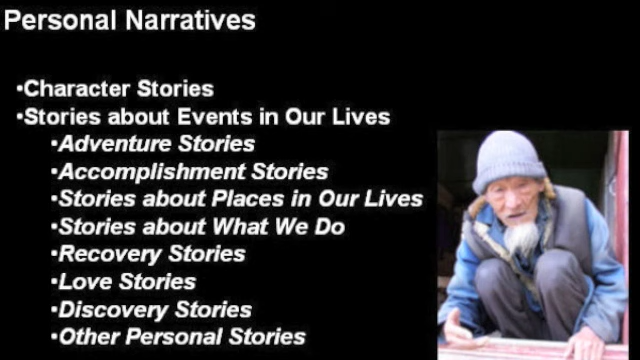 Personal Narratives
•Character Stories
•Stories about Events in Our Lives
•Adventure Stories
•Accomplishment Stories
•Stories about Places in Our Lives
•Stories about What We Do
•Recovery Stories
•Love Stories
•Discovery Stories
•Other Personal Stories